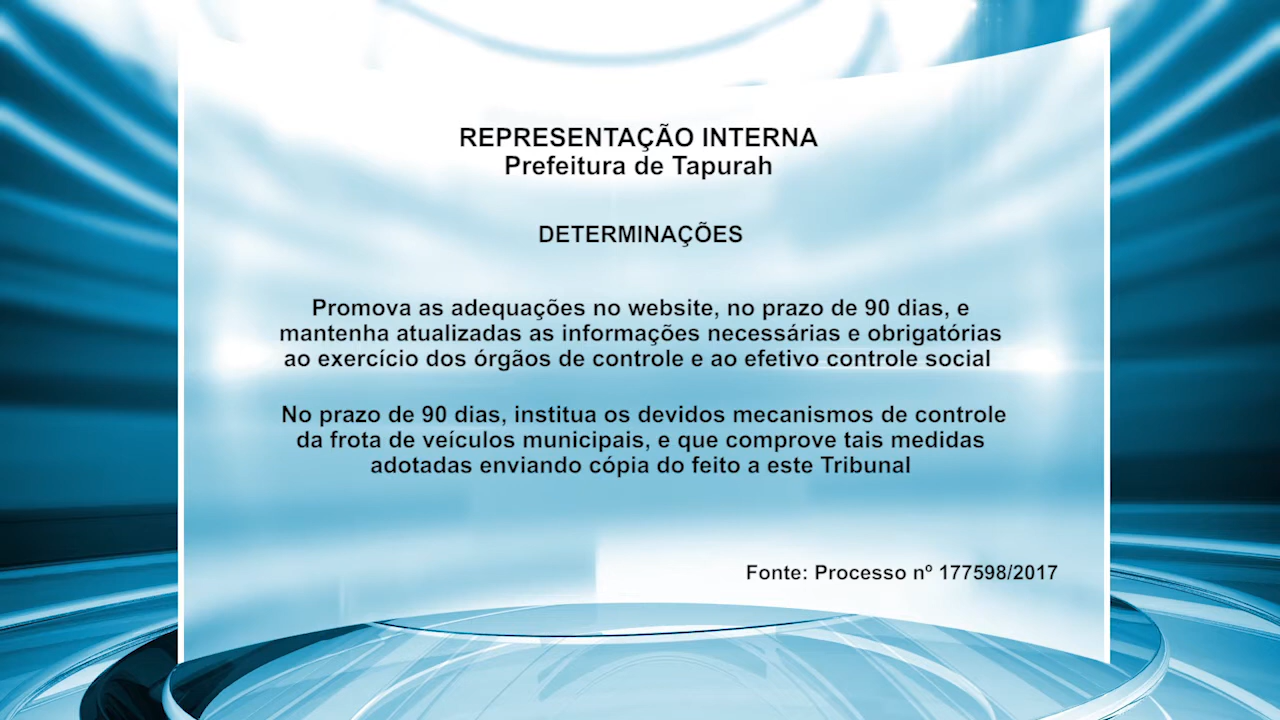 REPRESENTAÇÃO INTERNA
Prefeitura de Tapurah
DETERMINAÇÕES
Promova as adequações no website, no prazo de 90 dias, e
mantenha atualizadas as informações necessárias e obrigatórias
ao exercício dos órgãos de controle e ao efetivo controle social
No prazo de 90 dias, institua os devidos mecanismos de controle
da frota de veículos municipais, e que comprove tais medidas
adotadas enviando cópia do feito a este Tribunal
Fonte: Processo nº 177598/2017